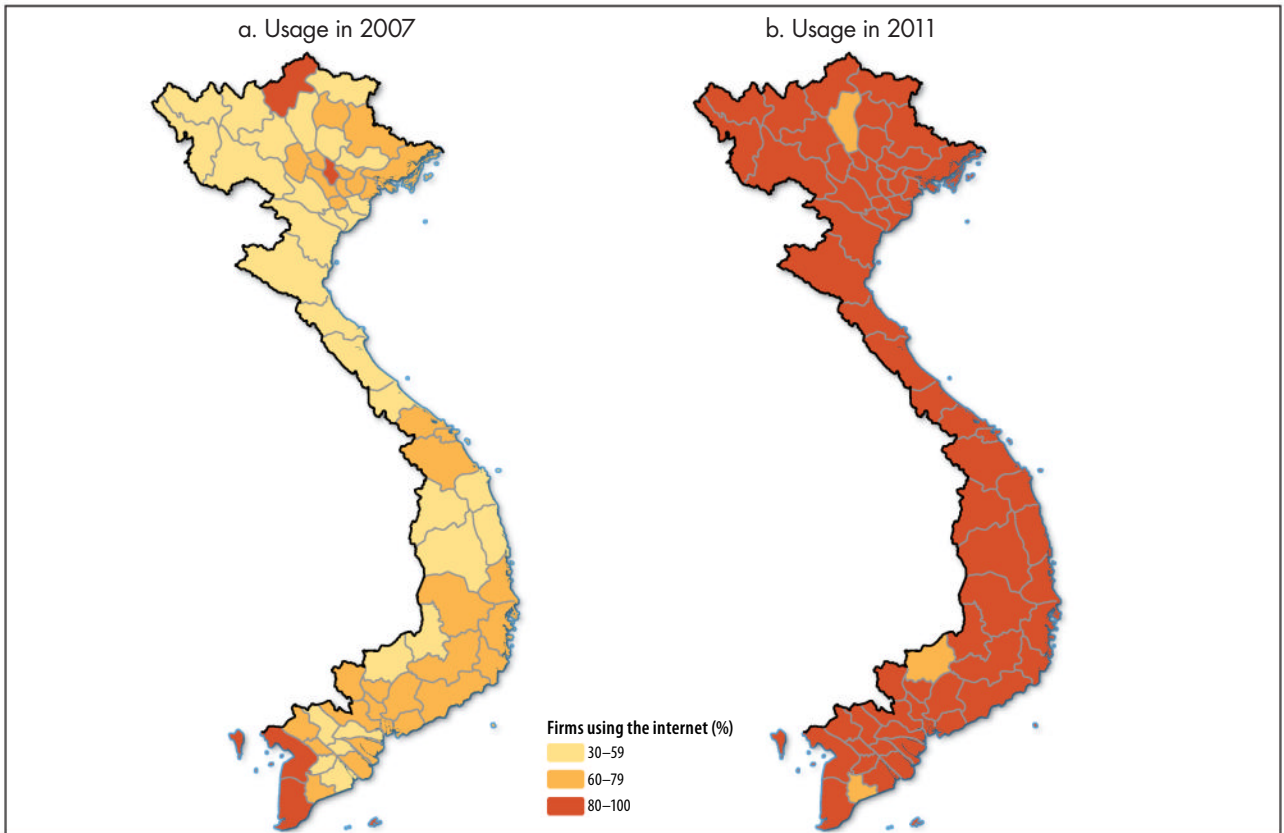 a. Usage in 2007
b. Usage in 2011
Firms using the internet (%)
30–59
60–79
80–100